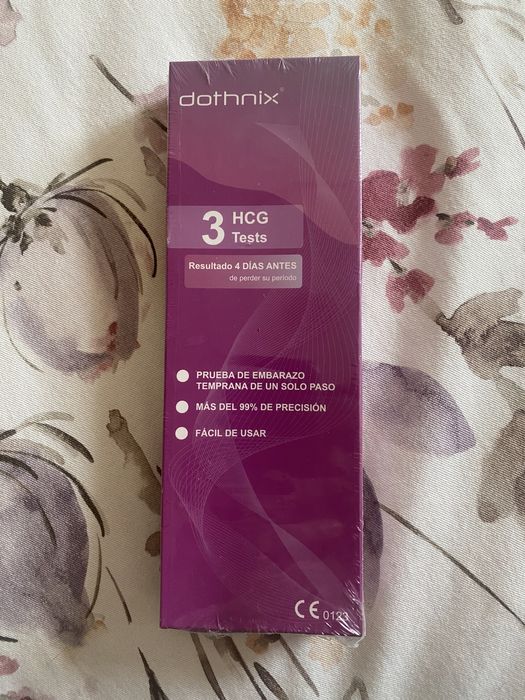 dothnix®
3 HCG
Tests
Resultado 4 DÍAS ANTES
de perder su periodo
PRUEBA DE EMBARAZO
TEMPRANA DE UN SOLO PASO
MÁS DEL 99% DE PRECISIÓN
FÁCIL DE USAR
CE 0123